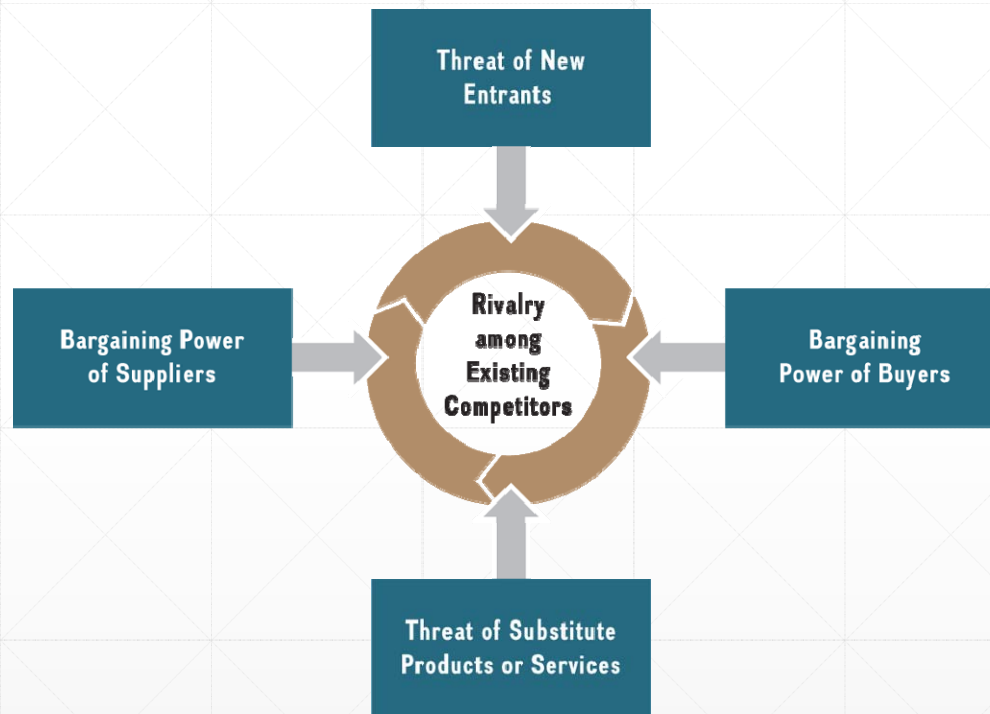 Threat of New
Entrants
Rivalry
among
Existing
Competitors
Bargaining Power
of Suppliers
Bargaining
Power of Buyers
Threat of Substitute
Products or Services